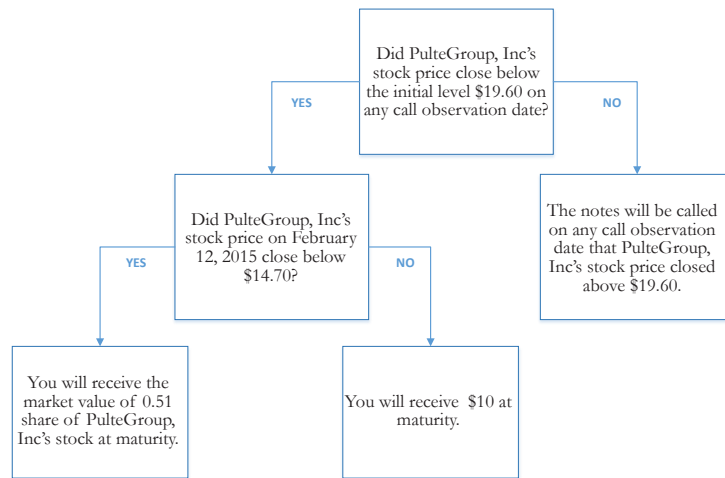 Did PulteGroup, Inc's
stock price close below
the initial level $19.60 on
any call observation date?
YES
NO
Did PulteGroup, Inc's
stock price on February
12, 2015 close below
$14.70?
The notes will be called
on any call observation
date that PulteGroup,
Inc's stock price closed
above $19.60.
YES
NO
You will receive the
market value of 0.51
share of PulteGroup,
Inc's stock at maturity.
You will receive $10 at
maturity.